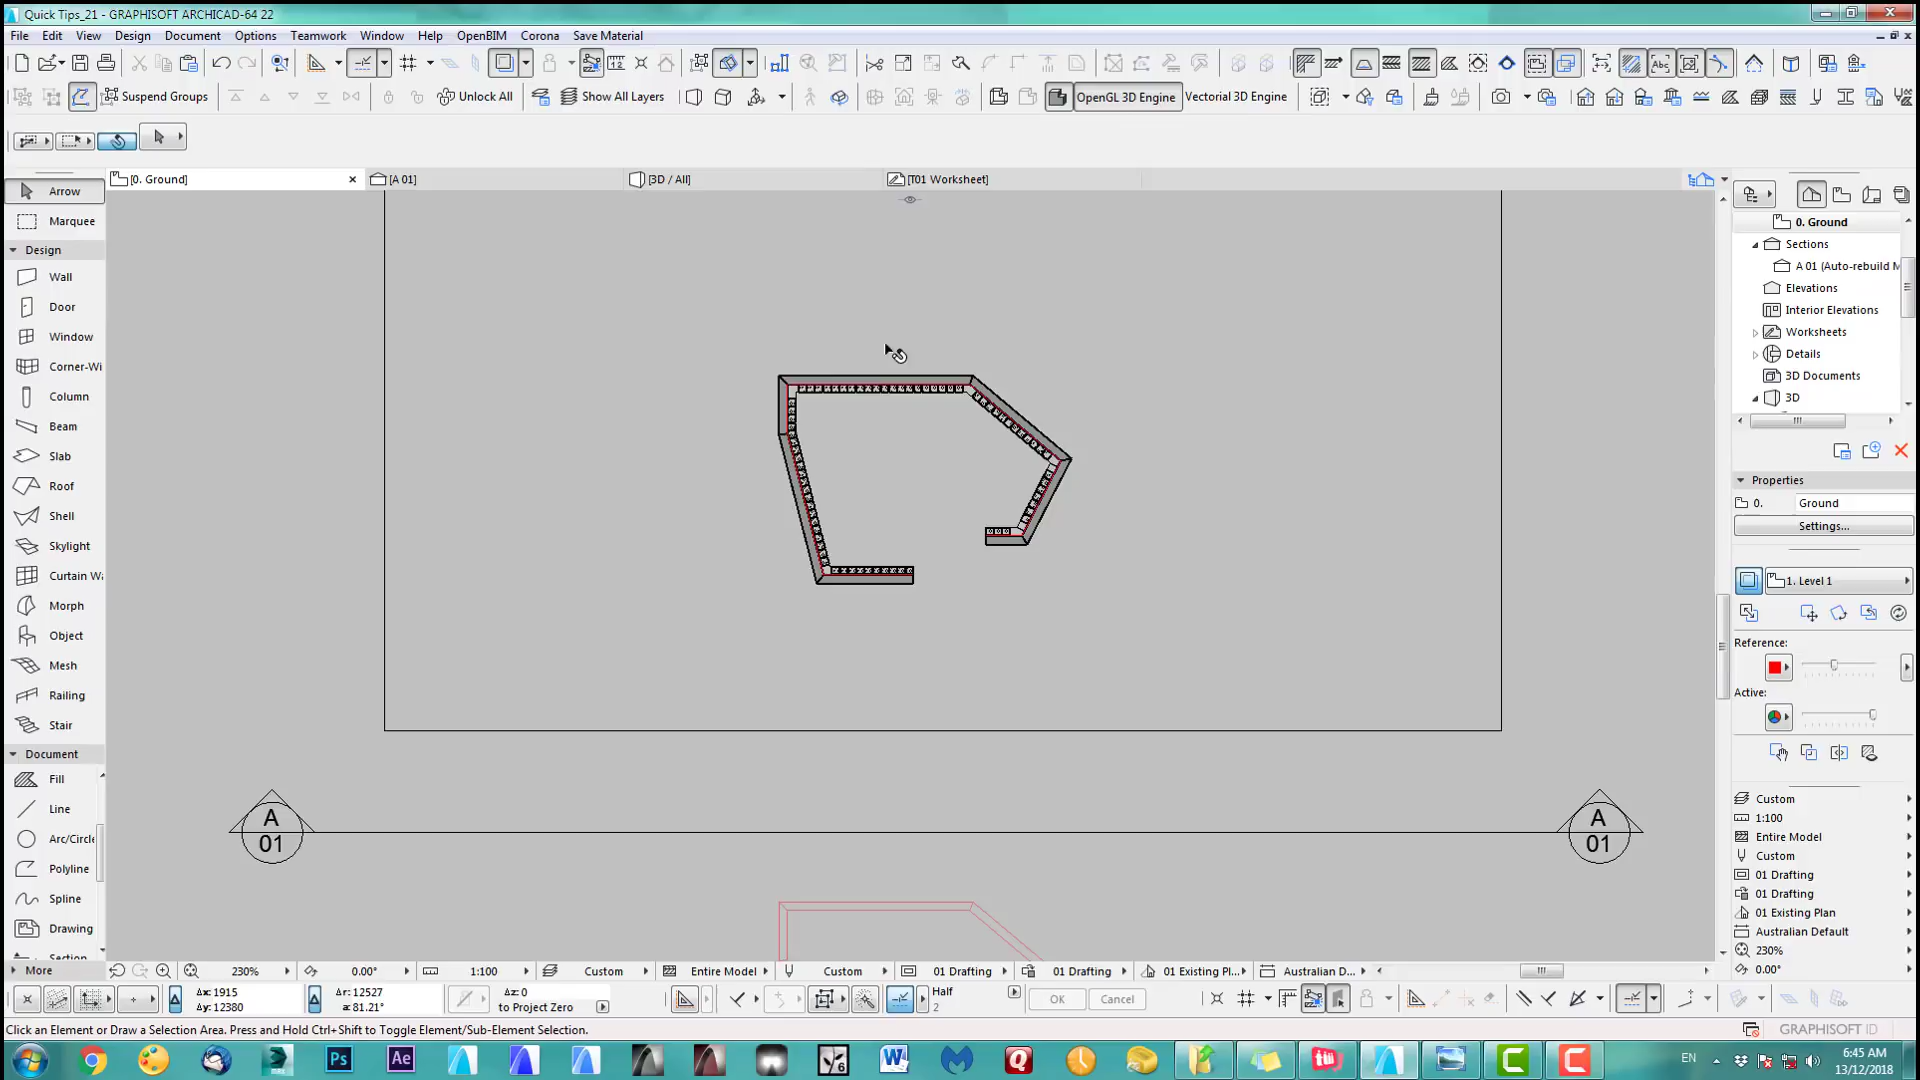 Quick Tips_21 - GRAPHISOFT ARCHICAD-64 22
File Edit View Design Document Options Teamwork Window Help OpenBIM Corona Save Material
Suspend Groups Unlock All Show All Layers OpenGL 3D Engine Vectorial 3D Engine
[0. Ground] [A 01] [3D / All] [T01 Worksheet]
Arrow
Marquee
Design
Wall
Door
Window
Corner-Wi
Column
Beam
Slab
Roof
Shell
Skylight
Curtain Wa
Morph
Object
Mesh
Railing
Stair
Document
Fill
Line
Arc/Circle
Polyline
Spline
Drawing
More
A
01
A
01
0. Ground
Sections
A 01 (Auto-rebuild M
Elevations
Interior Elevations
Worksheets
Details
3D Documents
3D
Properties
0. Ground
Settings...
1. Level 1
Reference:
Active:
Custom
1:100
Entire Model
Custom
01 Drafting
01 Drafting
01 Existing Plan
Australian Default
230%
0.00°
230% 0.00° 1:100 Custom Entire Model Custom 01 Drafting 01 Drafting 01 Existing Pl... Australian D...
Δx: 1915 Δr: 12527 Δz: 0 Half OK Cancel
Δy: 12380 a: 81.21° to Project Zero 2
Click an Element or Draw a Selection Area. Press and Hold Ctrl+Shift to Toggle Element/Sub-Element Selection.
GRAPHISOFT ID
Ps Ae 6 W Q EN
6:45 AM
13/12/2018